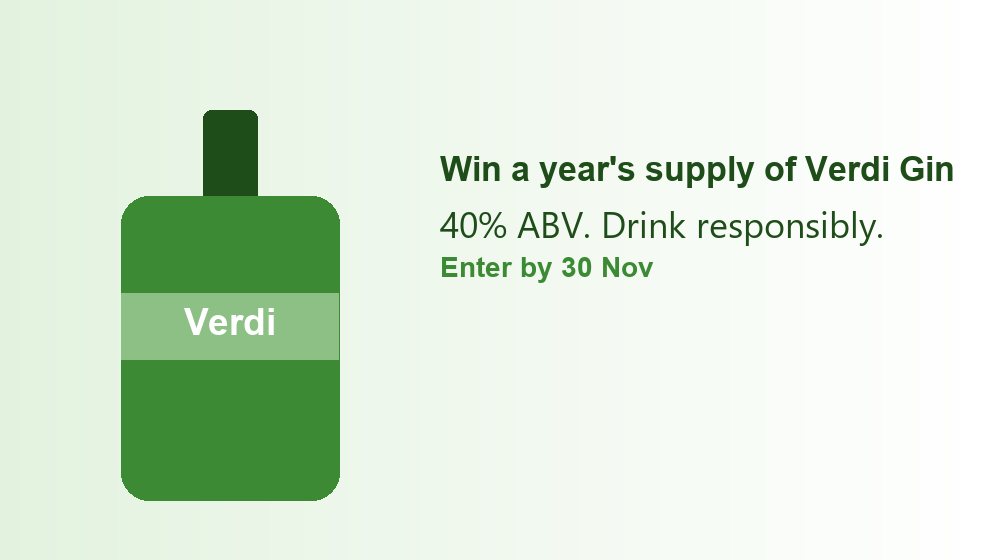 Win a year's supply of Verdi Gin
40% ABV. Drink responsibly.
Enter by 30 Nov
Verdi